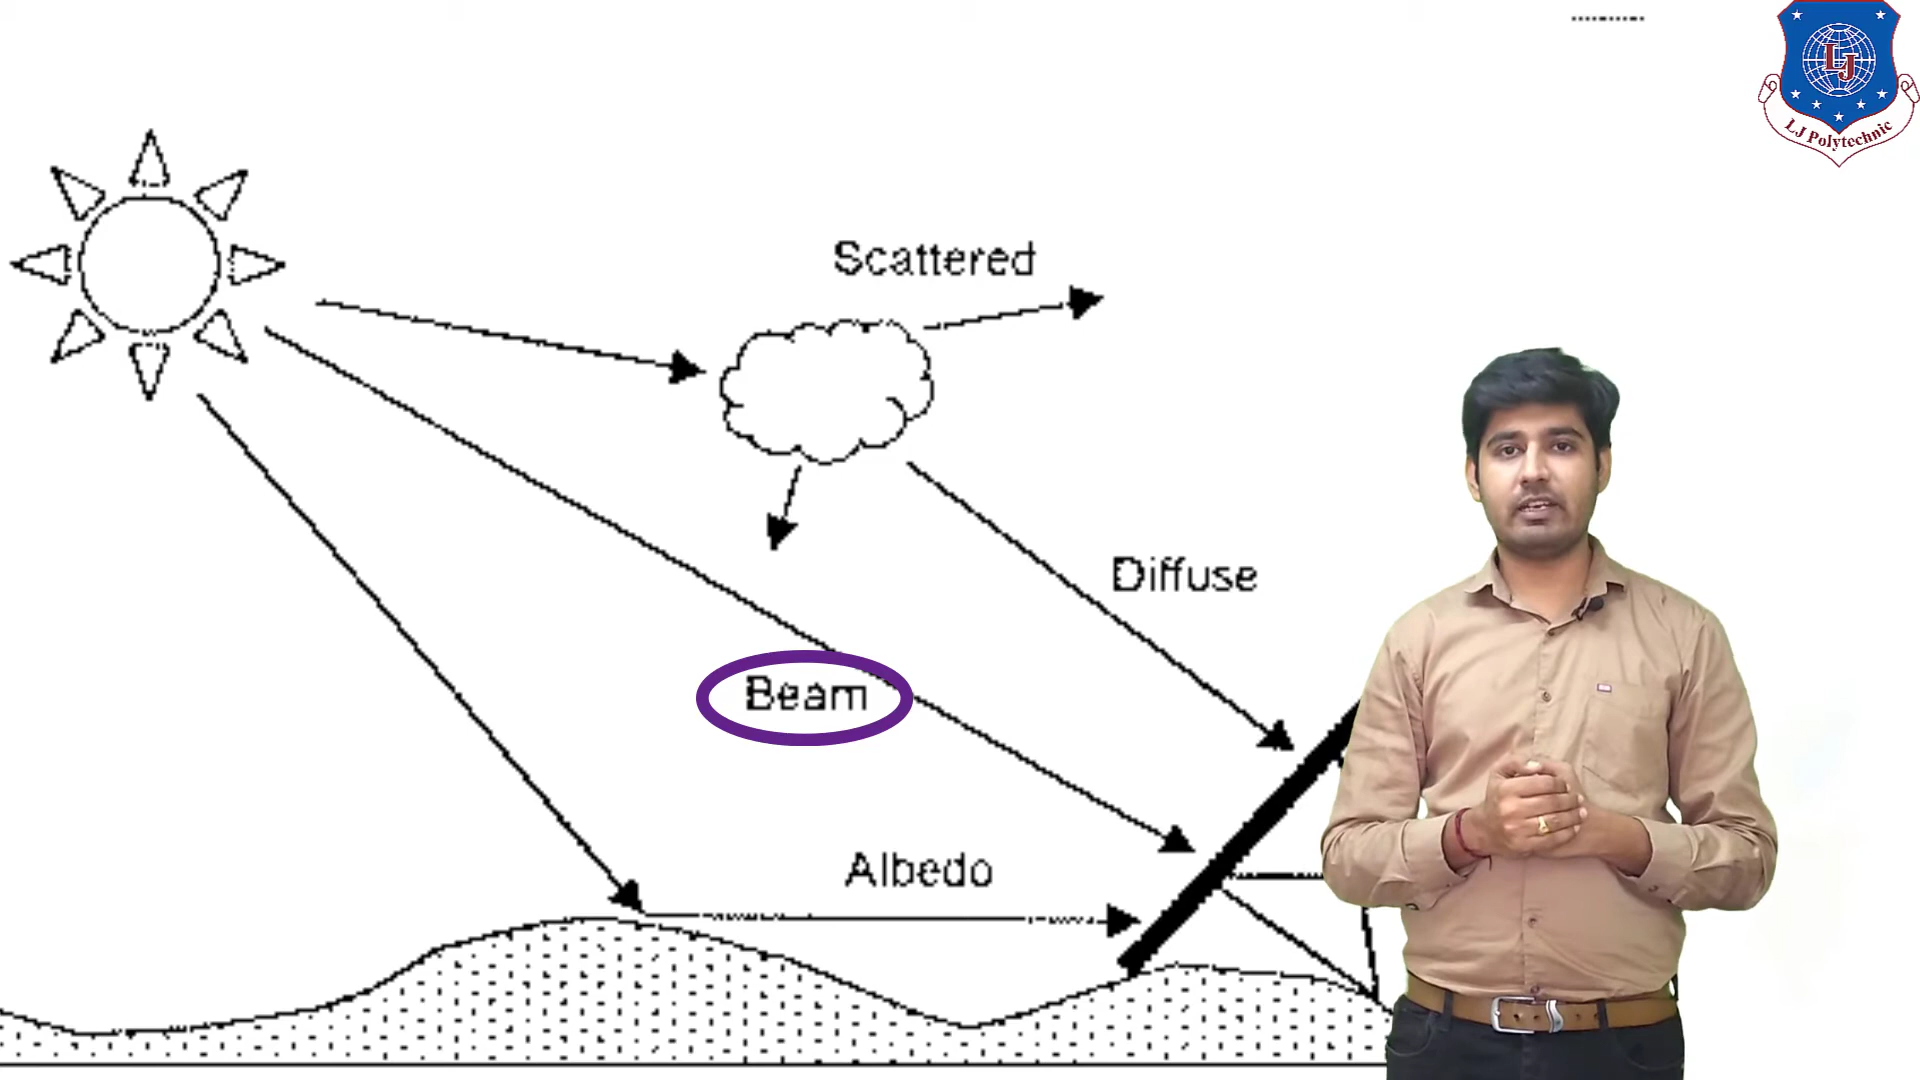 LJ
LJ Polytechnic
Scattered
Diffuse
Beam
Albedo